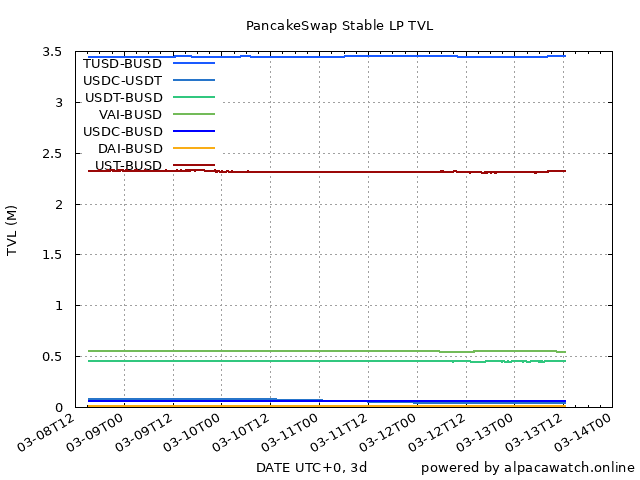 PancakeSwap Stable LP TVL
TVL (M)
3.5
3
2.5
2
1.5
1
0.5
0
TUSD-BUSD
USDC-USDT
USDT-BUSD
VAI-BUSD
USDC-BUSD
DAI-BUSD
UST-BUSD
03-08T12
03-09T00
03-09T12
03-10T00
03-10T12
03-11T00
03-11T12
03-12T00
03-12T12
03-13T00
03-13T12
03-14T00
DATE UTC+0, 3d
powered by alpacawatch.online